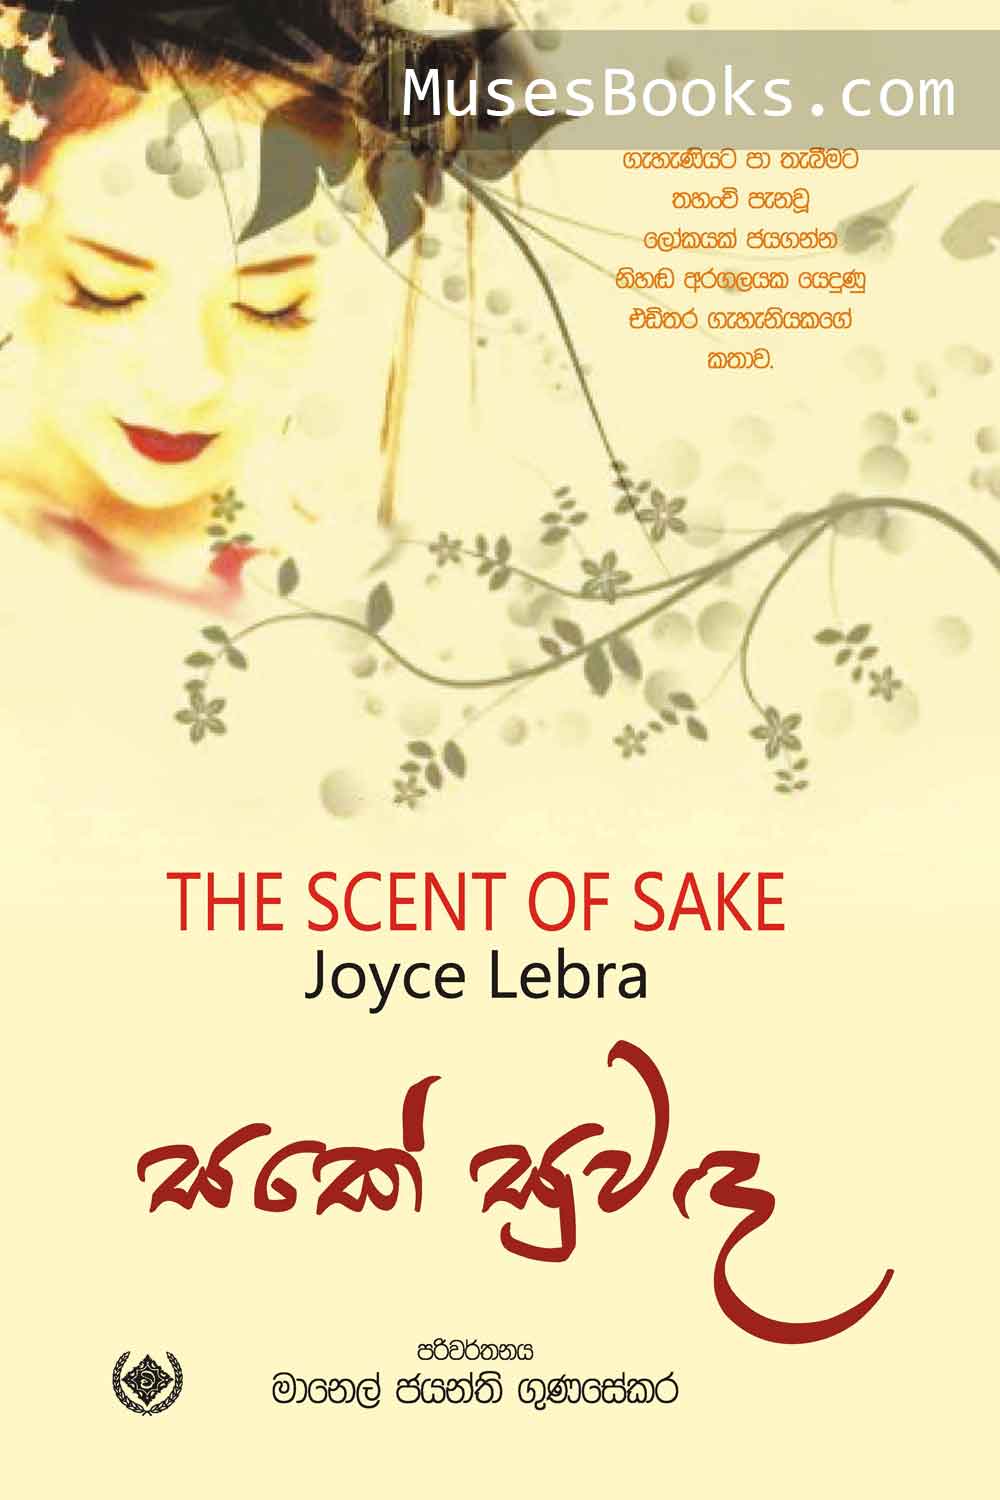 MusesBooks.com
ගැහැණියට පා තැබීමට
තහංචි පැනවූ
ලෝකයක් ජයගන්න
නිහඬ අරගලයක යෙදුණු
එඩිතර ගැහැනියකගේ
කතාව.
THE SCENT OF SAKE
Joyce Lebra
සකේ සුවඳ
පරිවර්තනය
මානෙල් ජයන්ති ගුණසේකර